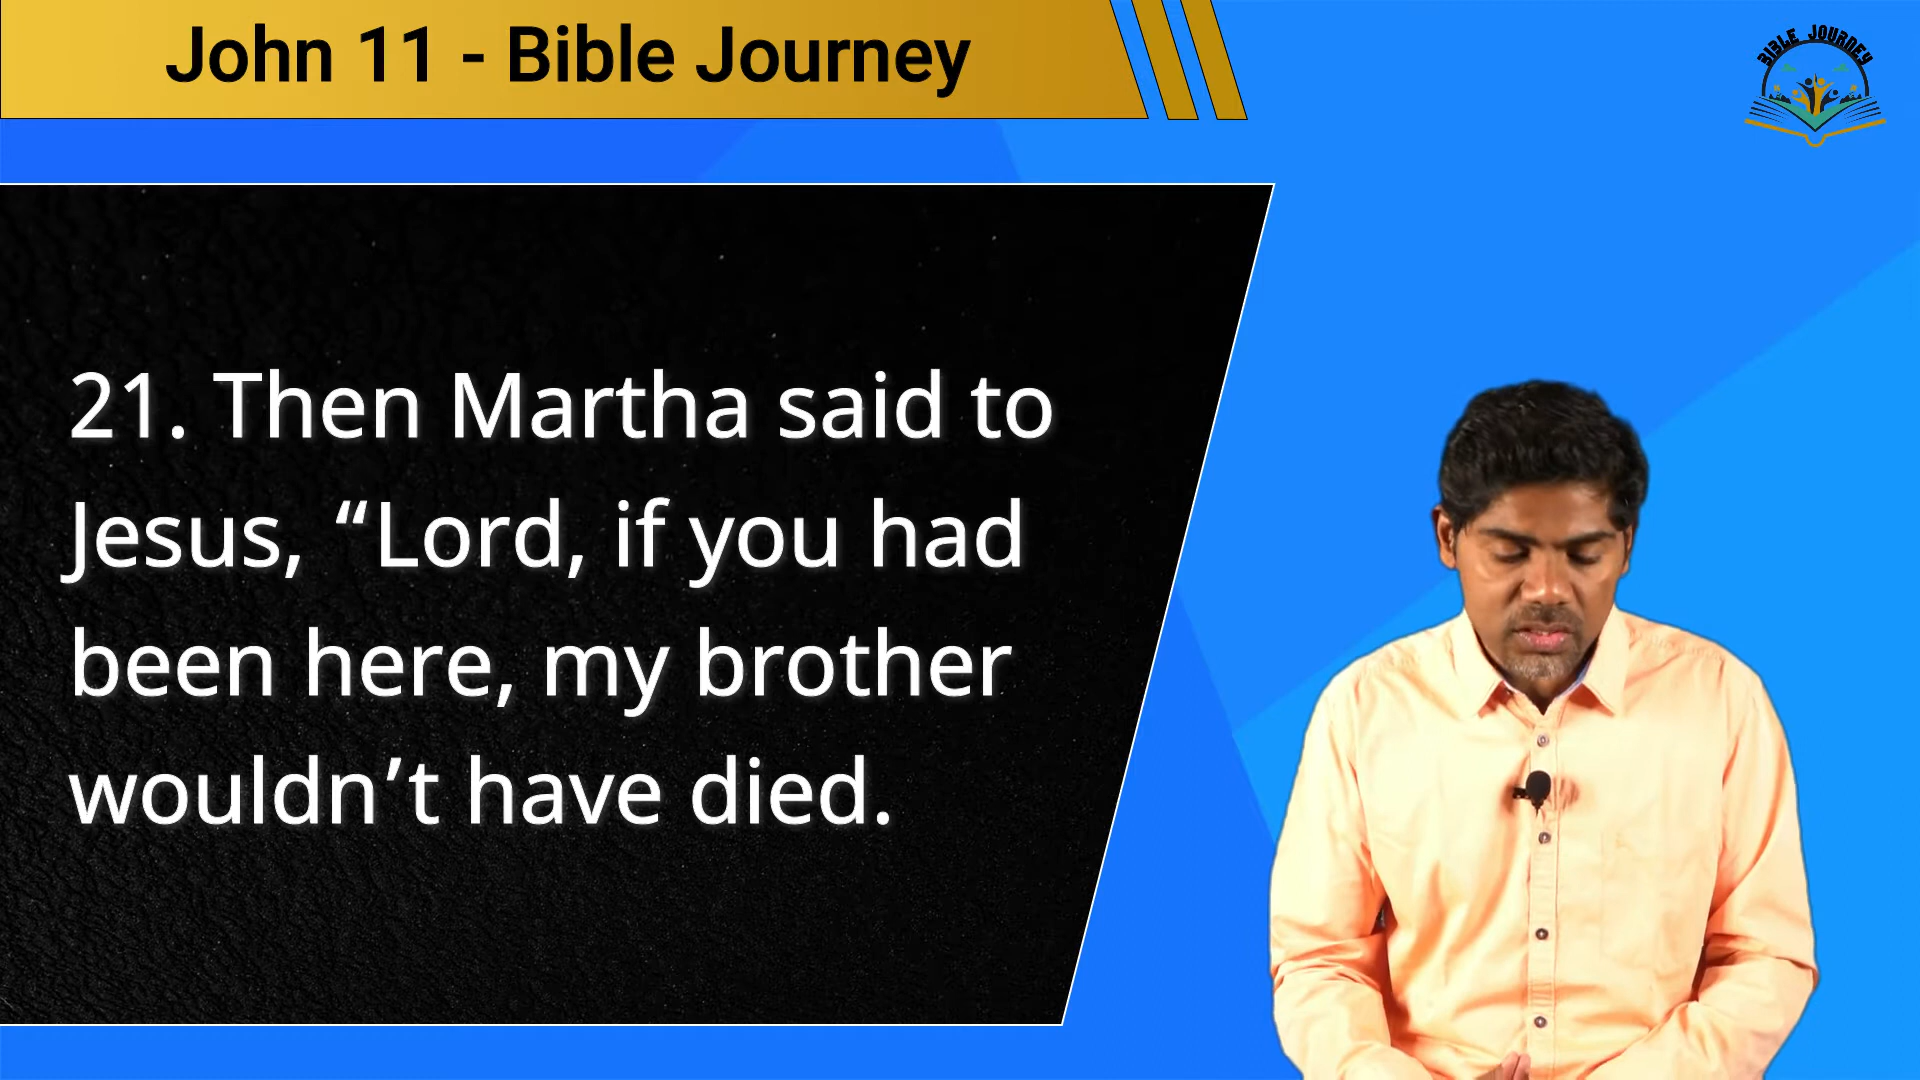 John 11 - Bible Journey
BIBLE JOURNEY
21. Then Martha said to
Jesus, “Lord, if you had
been here, my brother
wouldn’t have died.